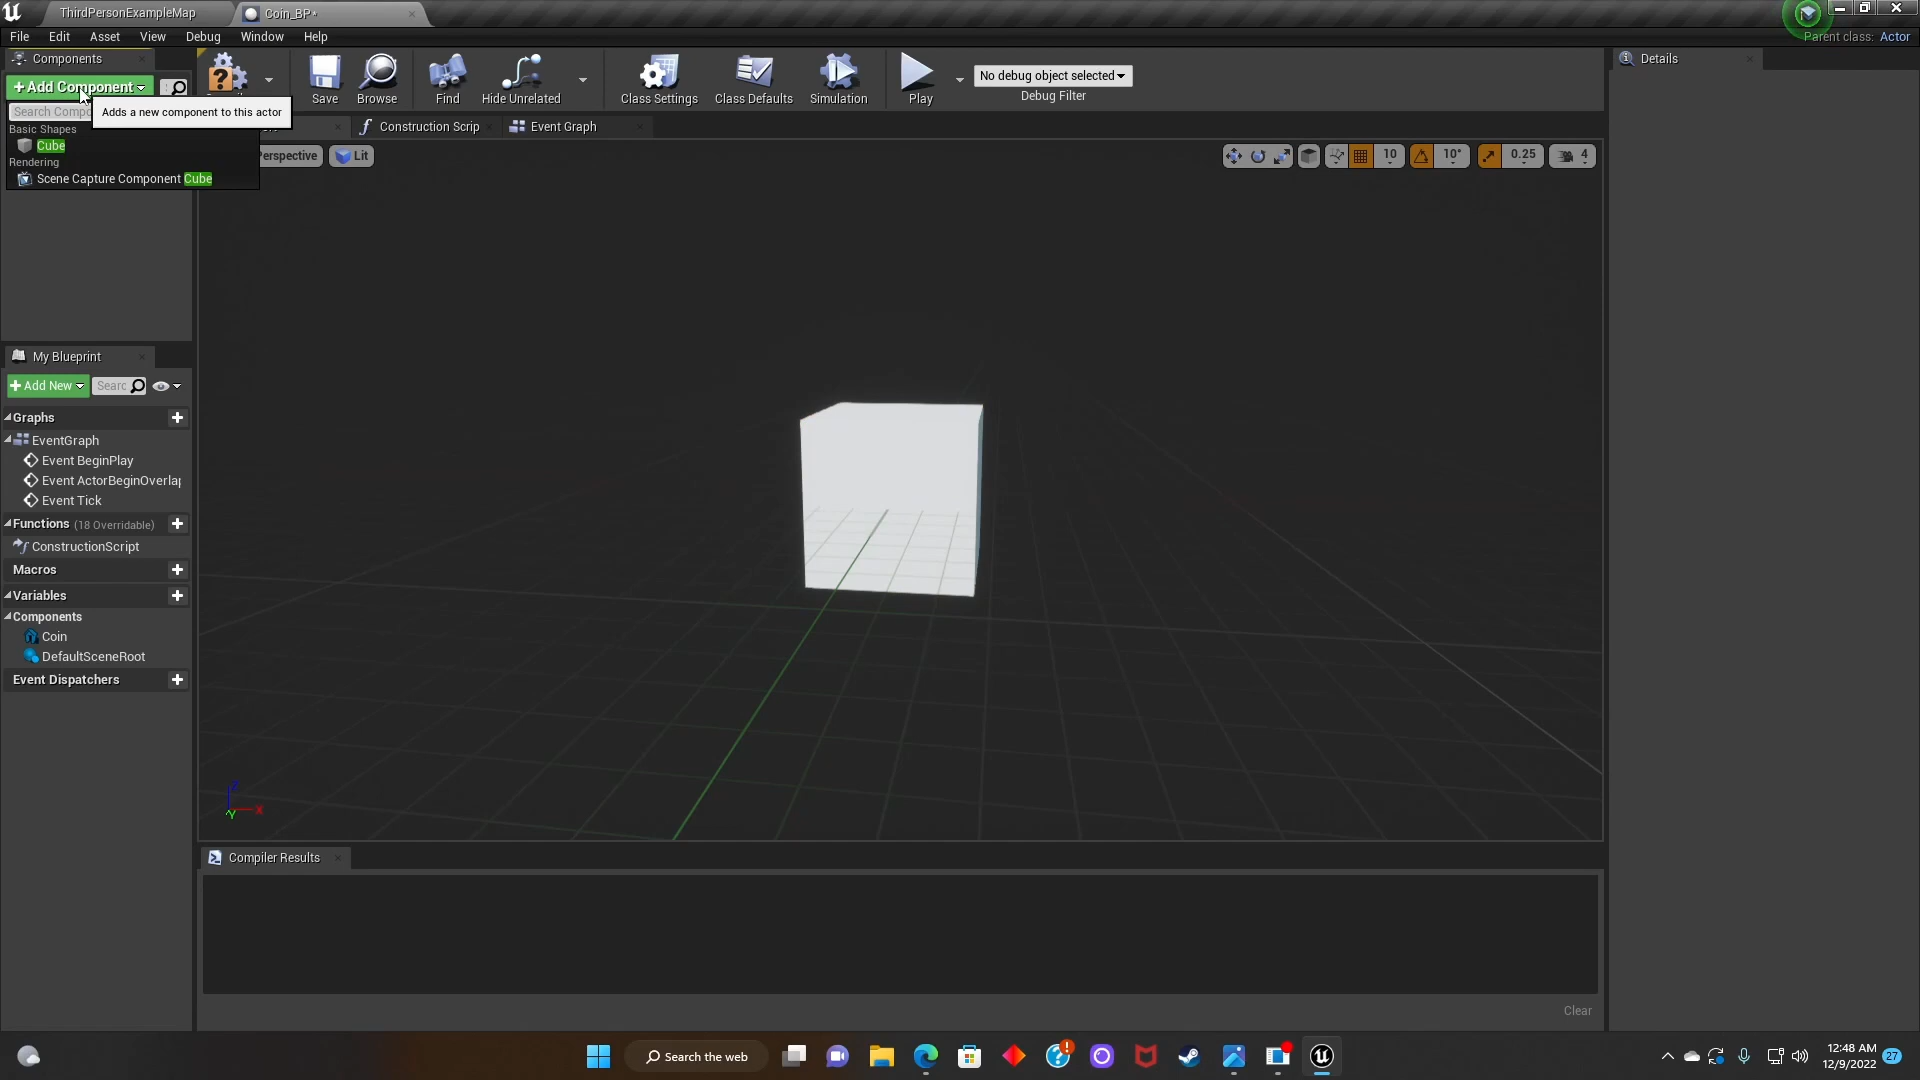 ThirdPersonExampleMap
Coin_BP*
File Edit Asset View Debug Window Help
Parent class: Actor
Components
+Add Component
Search Compo
Adds a new component to this actor
Basic Shapes
Cube
Rendering
Scene Capture Component Cube
Save
Browse
Find
Hide Unrelated
Class Settings
Class Defaults
Simulation
Play
No debug object selected
Debug Filter
Details
Construction Scrip
Event Graph
erspective
Lit
10
10°
0.25
4
My Blueprint
+Add New
Searc
Graphs
EventGraph
Event BeginPlay
Event ActorBeginOverlap
Event Tick
Functions (18 Overridable)
ConstructionScript
Macros
Variables
Components
Coin
DefaultSceneRoot
Event Dispatchers
X
Y
Compiler Results
Clear
Search the web
12:48 AM
12/9/2022
27